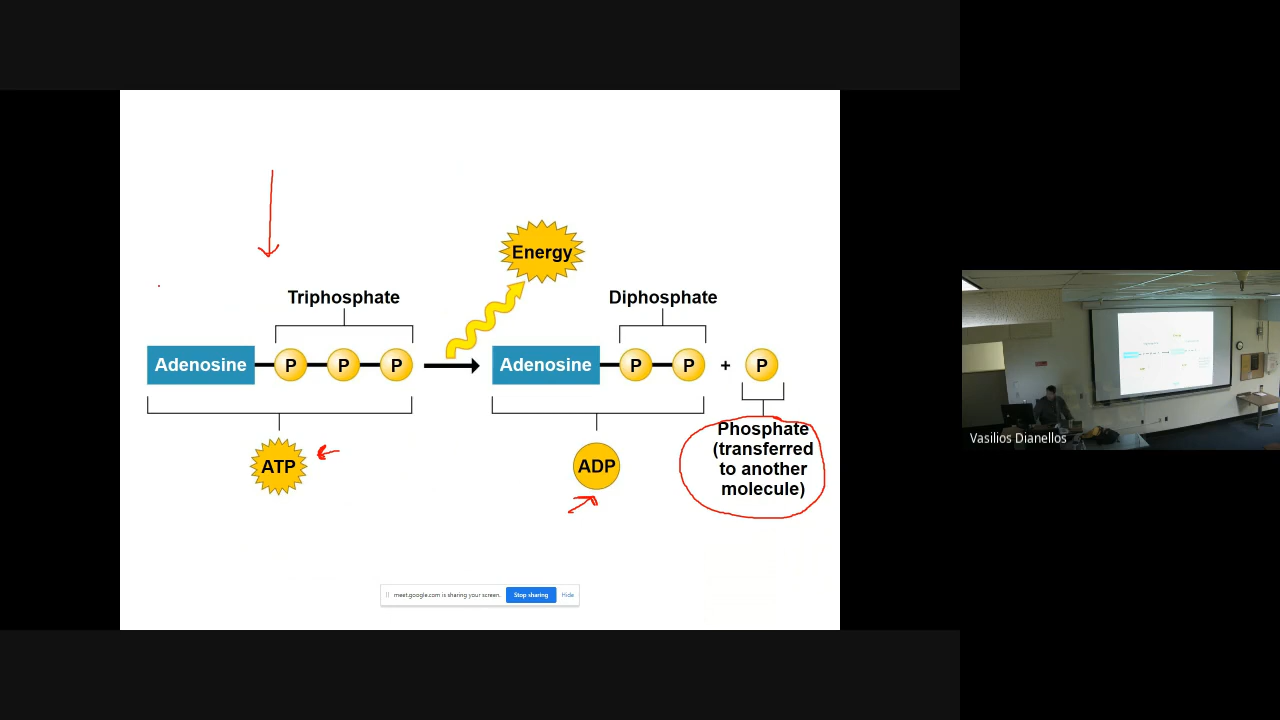 Energy
Triphosphate
Diphosphate
Adenosine P P P
Adenosine P P + P
ATP
ADP
Phosphate
(transferred
to another
molecule)
meet.google.com is sharing your screen. Stop sharing Hide
Vasilios Dianellos